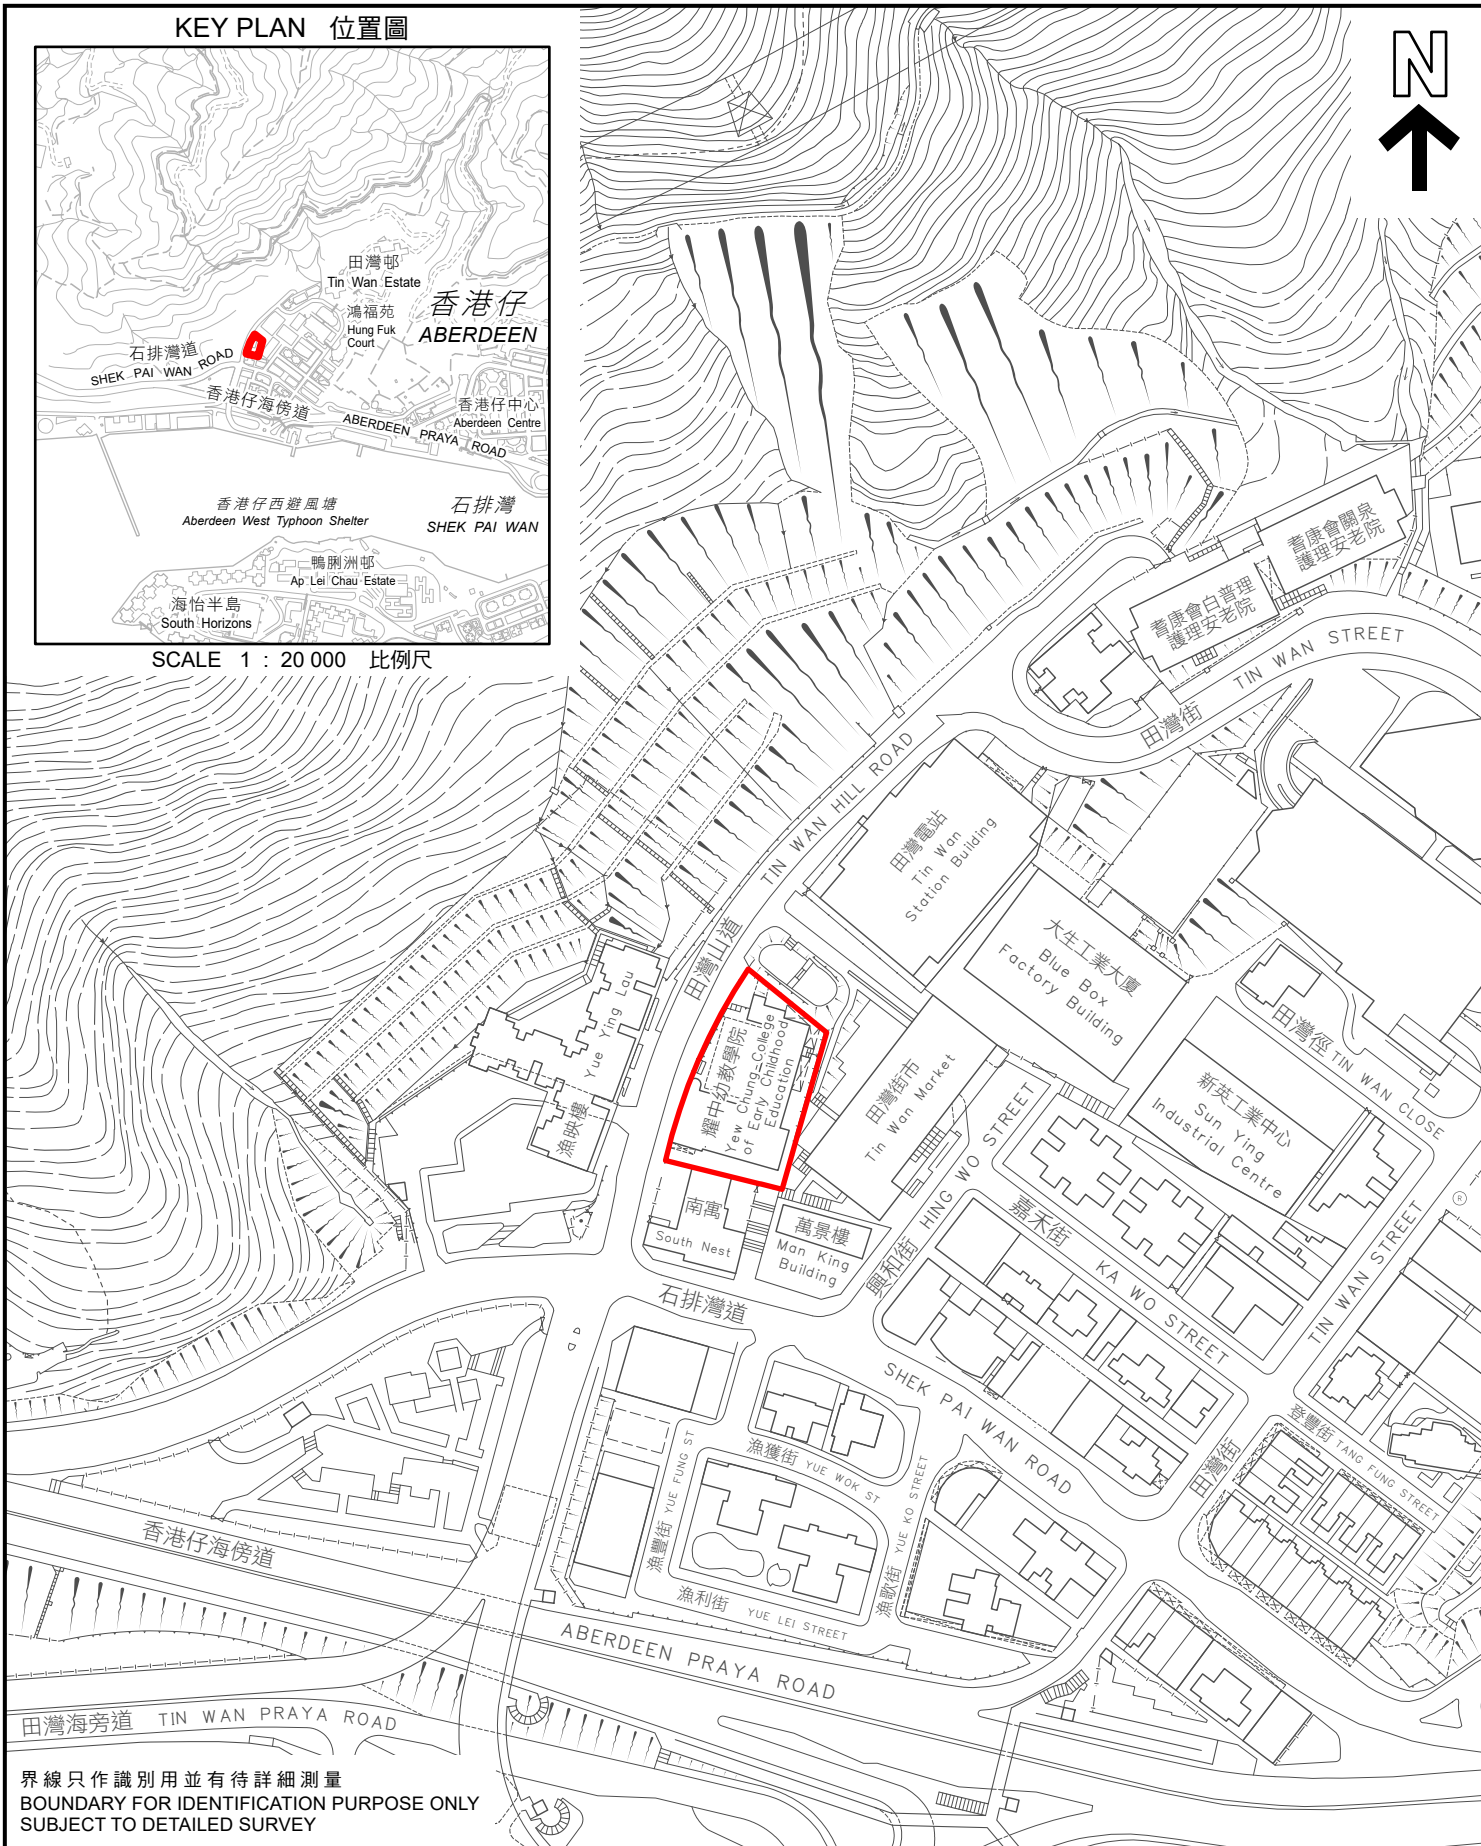 KEY PLAN 位置圖
田灣邨
Tin Wan Estate
鴻福苑
Hung Fuk
Court
香港仔
ABERDEEN
石排灣道
SHEK PAI WAN ROAD
香港仔海傍道
ABERDEEN PRAYA ROAD
香港仔中心
Aberdeen Centre
香港仔西避風塘
Aberdeen West Typhoon Shelter
石排灣
SHEK PAI WAN
鴨脷洲邨
Ap Lei Chau Estate
海怡半島
South Horizons
SCALE 1 : 20 000 比例尺
N
耆康會關泉
護理安老院
耆康會白普理
護理安老院
TIN WAN STREET
田灣街
TIN WAN HILL ROAD
田灣山道
田灣電站
Tin Wan
Station Building
大生工業大廈
Blue Box
Factory Building
田灣徑 TIN WAN CLOSE
新英工業中心
Sun Ying
Industrial Centre
Yue Ying Lau
漁映樓
耀中幼教學院
Yew Chung College
of Early Childhood
Education
田灣街市
Tin Wan Market
南寓
South Nest
萬景樓
Man King
Building
興和街 HING WO STREET
嘉禾街
KA WO STREET
TIN WAN STREET
R
石排灣道
SHEK PAI WAN ROAD
田灣街
登豐街 TANG FUNG STREET
漁獲街 YUE WOK ST
漁豐街 YUE FUNG ST
漁歌街 YUE KO STREET
漁利街 YUE LEI STREET
香港仔海傍道
ABERDEEN PRAYA ROAD
田灣海旁道 TIN WAN PRAYA ROAD
界線只作識別用並有待詳細測量
BOUNDARY FOR IDENTIFICATION PURPOSE ONLY
SUBJECT TO DETAILED SURVEY